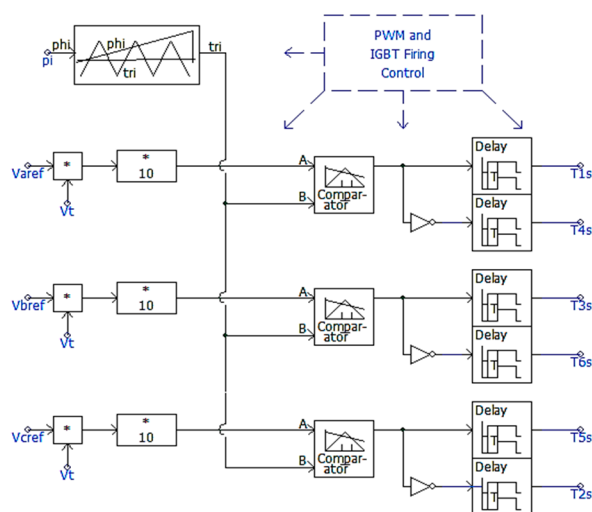 phi
phi
tri
tri
pi
PWM and
IGBT Firing
Control
Varef
*
Vt
*
10
A
B
Compar-
ator
Delay
T
T1s
Delay
T
T4s
Vbref
*
Vt
*
10
A
B
Compar-
ator
Delay
T
T3s
Delay
T
T6s
Vcref
*
Vt
*
10
A
B
Compar-
ator
Delay
T
T5s
Delay
T
T2s